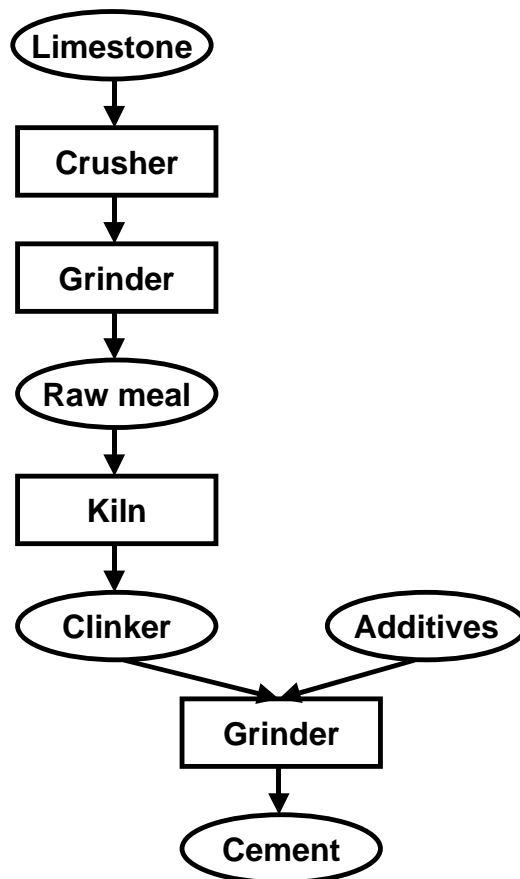 Limestone
Crusher
Grinder
Raw meal
Kiln
Clinker
Additives
Grinder
Cement